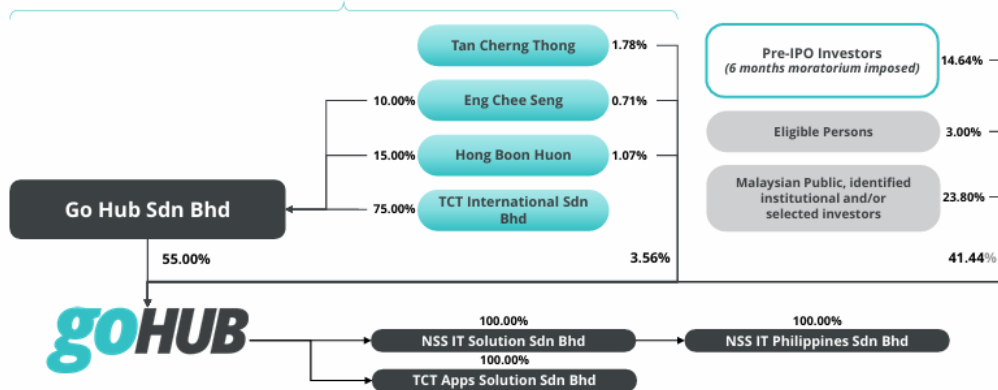 Tan Cherng Thong
1.78%
Pre-IPO Investors
(6 months moratorium imposed)
14.64%
10.00%
Eng Chee Seng
0.71%
Eligible Persons
3.00%
15.00%
Hong Boon Huon
1.07%
Malaysian Public, identified
institutional and/or
selected investors
23.80%
Go Hub Sdn Bhd
75.00%
TCT International Sdn
Bhd
55.00%
3.56%
41.44%
goHUB
100.00%
NSS IT Solution Sdn Bhd
100.00%
NSS IT Philippines Sdn Bhd
100.00%
TCT Apps Solution Sdn Bhd